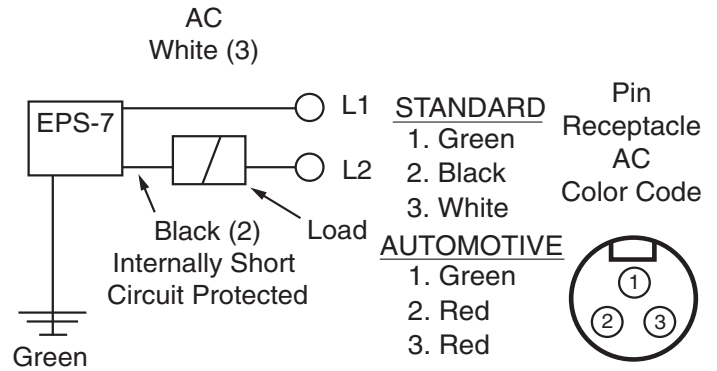 AC
White (3)
EPS-7
L1
L2
Black (2)
Internally Short
Circuit Protected
Load
Green
STANDARD
1. Green
2. Black
3. White
AUTOMOTIVE
1. Green
2. Red
3. Red
Pin
Receptacle
AC
Color Code
1
2
3